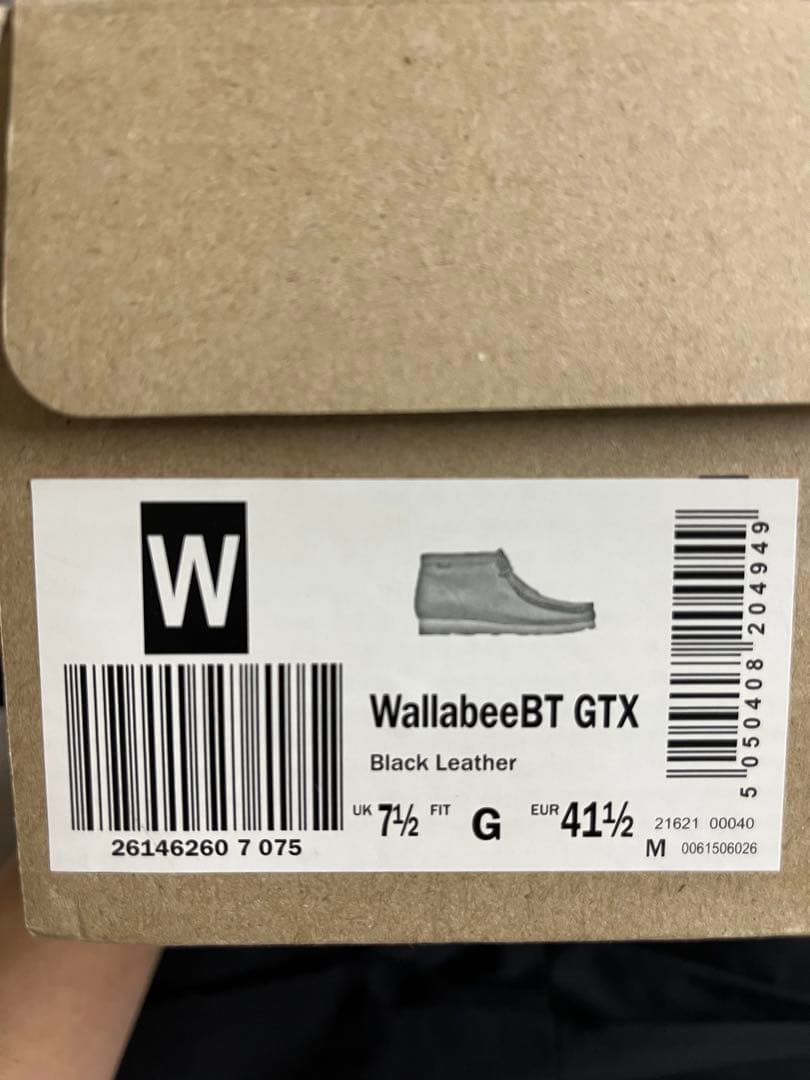 W
26146260 7 075
WallabeeBT GTX
Black Leather
UK 7½ FIT G EUR 41½
21621 00040
M 0061506026
5 050408 204949